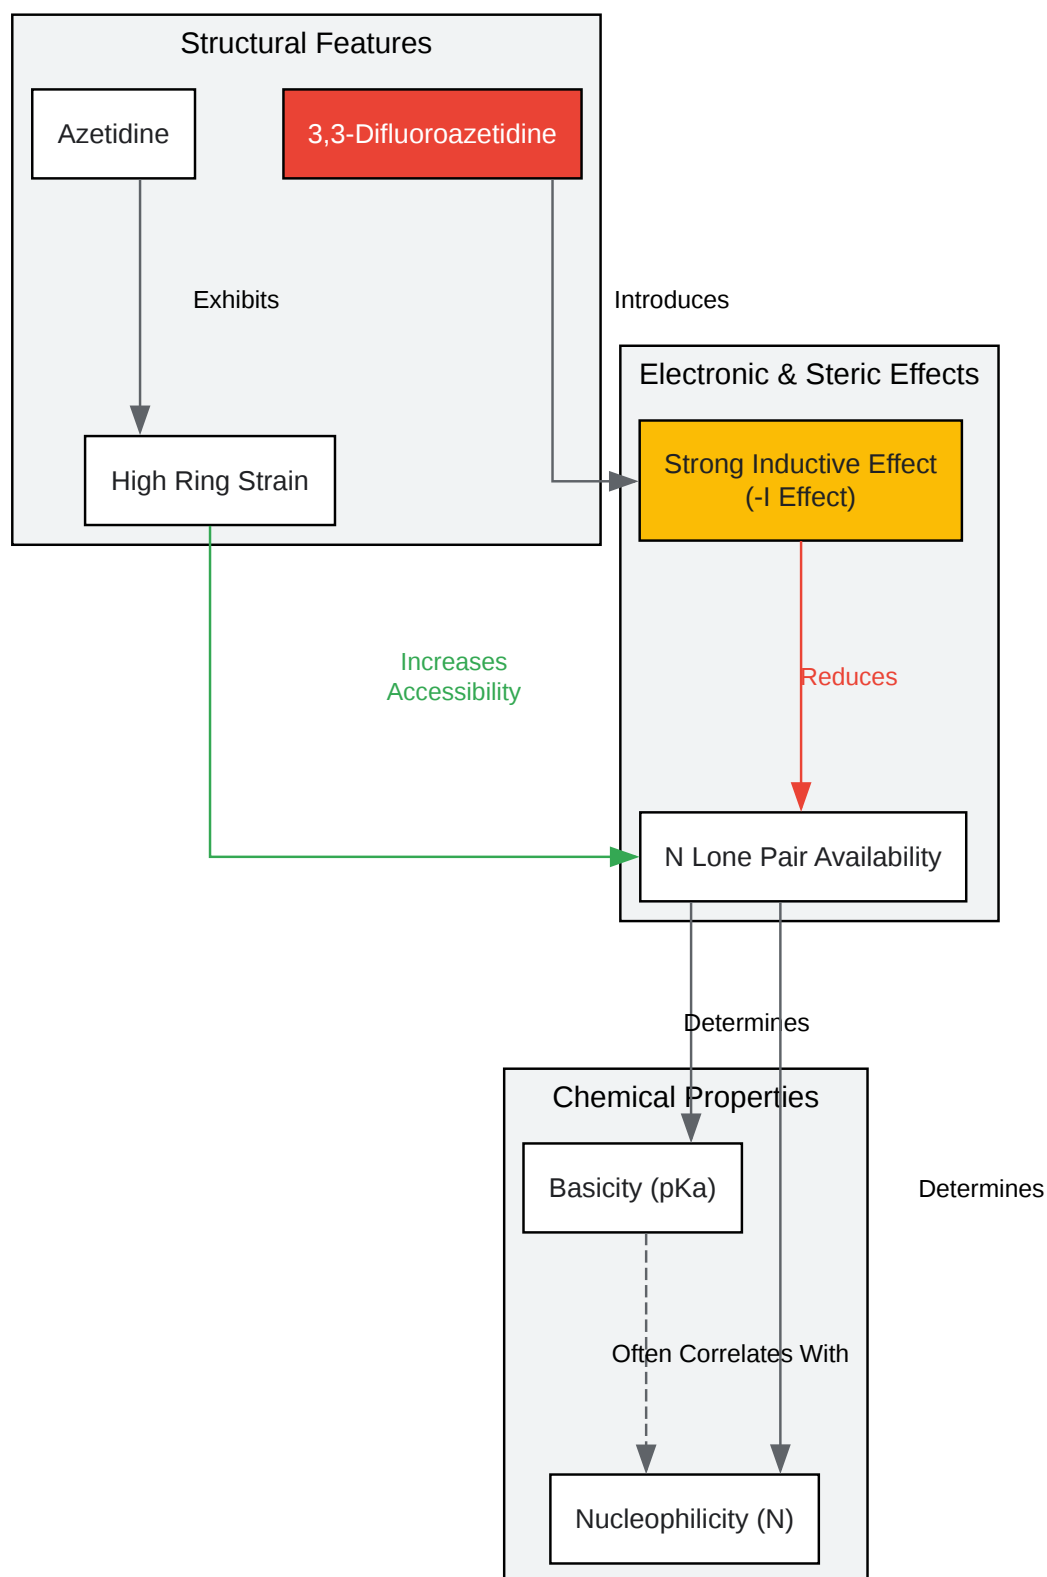 Structural Features
Azetidine
3,3-Difluoroazetidine
Exhibits
Introduces
Electronic & Steric Effects
Strong Inductive Effect
(-I Effect)
High Ring Strain
Increases
Accessibility
Reduces
N Lone Pair Availability
Determines
Chemical Properties
Basicity (pKa)
Determines
Often Correlates With
Nucleophilicity (N)